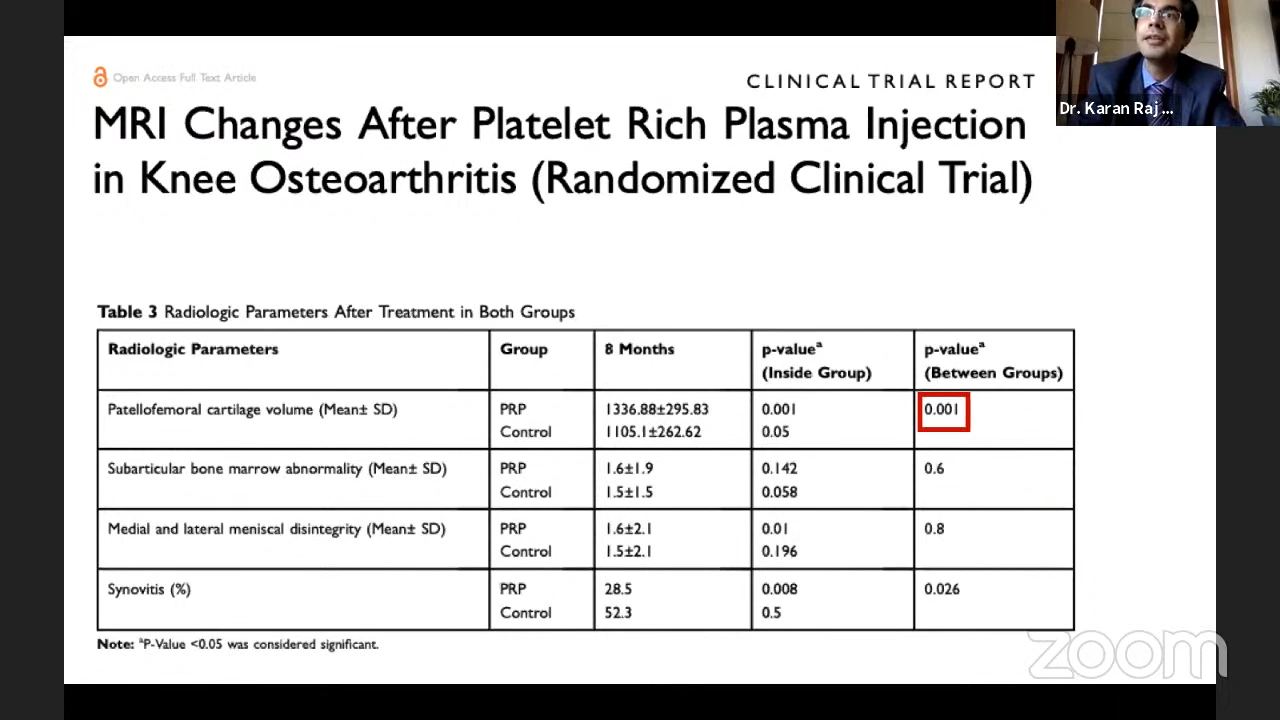 Open Access Full Text Article
CLINICAL TRIAL REPORT
MRI Changes After Platelet Rich Plasma Injection
in Knee Osteoarthritis (Randomized Clinical Trial)
Dr. Karan Raj ...
Table 3 Radiologic Parameters After Treatment in Both Groups
Radiologic Parameters Group 8 Months p-valueᵃ p-valueᵃ
(Inside Group) (Between Groups)
Patellofemoral cartilage volume (Mean± SD) PRP 1336.88±295.83 0.001 0.001
Control 1105.1±262.62 0.05
Subarticular bone marrow abnormality (Mean± SD) PRP 1.6±1.9 0.142 0.6
Control 1.5±1.5 0.058
Medial and lateral meniscal disintegrity (Mean± SD) PRP 1.6±2.1 0.01 0.8
Control 1.5±2.1 0.196
Synovitis (%) PRP 28.5 0.008 0.026
Control 52.3 0.5
Note: ᵃP-Value <0.05 was considered significant.
zoom